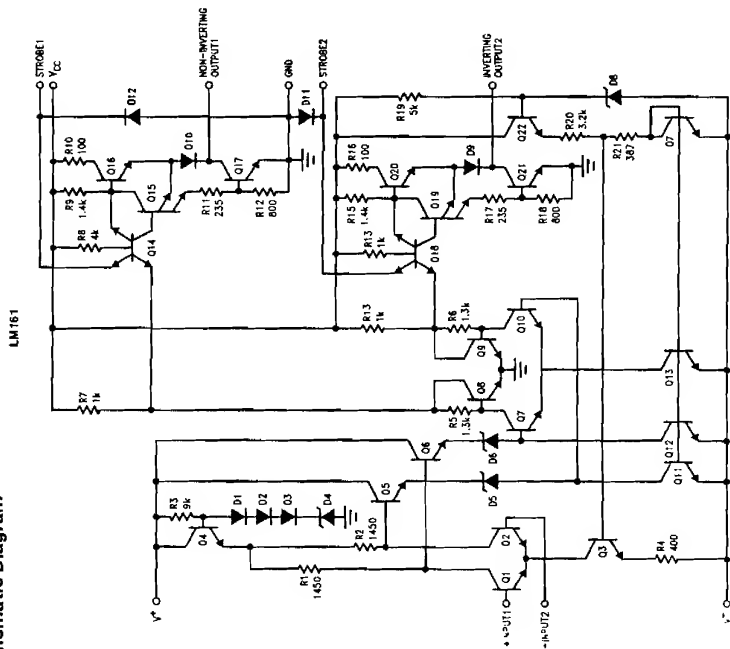 LM161
ematic Diagram
STROBE1
VCC
NON-INVERTING
OUTPUT1
GND
STROBE2
INVERTING
OUTPUT2
D12
D11
R10
100
R9
1.4k
R8
4k
Q16
Q15
Q14
D10
Q17
R11
235
R12
800
R19
5k
D8
Q22
R20
3.2k
R21
387
Q7
R16
100
R15
1.4k
R13
1k
Q20
Q19
Q18
D9
Q21
R17
235
R18
800
R7
1k
R13
1k
R6
1.3k
R5
1.3k
Q10
Q9
Q8
Q7
Q13
Q12
Q11
V+
R3
9k
Q4
D1
D2
D3
D4
Q6
Q5
D6
D5
R1
1450
R2
1450
Q1
Q2
Q3
R4
400